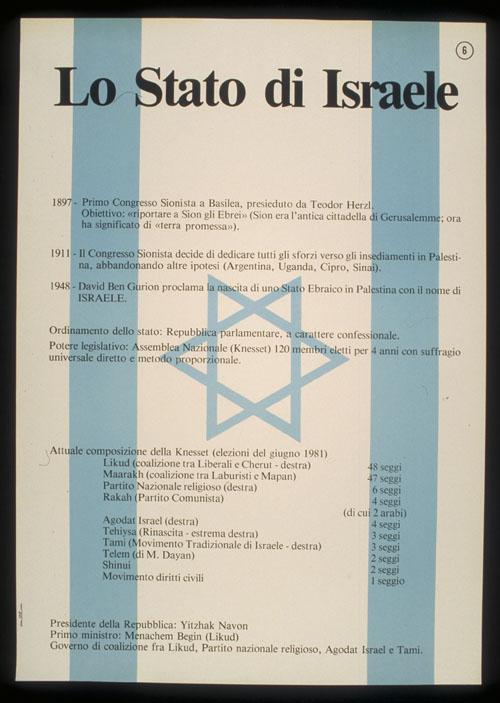 6
Lo Stato di Israele
1897 - Primo Congresso Sionista a Basilea, presieduto da Teodor Herzl.
Obiettivo: «riportare a Sion gli Ebrei» (Sion era l'antica cittadella di Gerusalemme; ora
ha significato di «terra promessa»).
1911 - Il Congresso Sionista decide di dedicare tutti gli sforzi verso gli insediamenti in Palesti-
na, abbandonando altre ipotesi (Argentina, Uganda, Cipro, Sinai).
1948 - David Ben Gurion proclama la nascita di uno Stato Ebraico in Palestina con il nome di
ISRAELE.
Ordinamento dello stato: Repubblica parlamentare, a carattere confessionale.
Potere legislativo: Assemblea Nazionale (Knesset) 120 membri eletti per 4 anni con suffragio
universale diretto e metodo proporzionale.
Attuale composizione della Knesset (elezioni del giugno 1981)
Likud (coalizione tra Liberali e Cherut - destra) 48 seggi
Maarakh (coalizione tra Laburisti e Mapan) 47 seggi
Partito Nazionale religioso (destra) 6 seggi
Rakah (Partito Comunista) 4 seggi
(di cui 2 arabi)
Agodat Israel (destra) 4 seggi
Tehiysa (Rinascita - estrema destra) 3 seggi
Tami (Movimento Tradizionale di Israele - destra) 3 seggi
Telem (di M. Dayan) 2 seggi
Shinui 2 seggi
Movimento diritti civili 1 seggio
Presidente della Repubblica: Yitzhak Navon
Primo ministro: Menachem Begin (Likud)
Governo di coalizione fra Likud, Partito nazionale religioso, Agodat Israel e Tami.